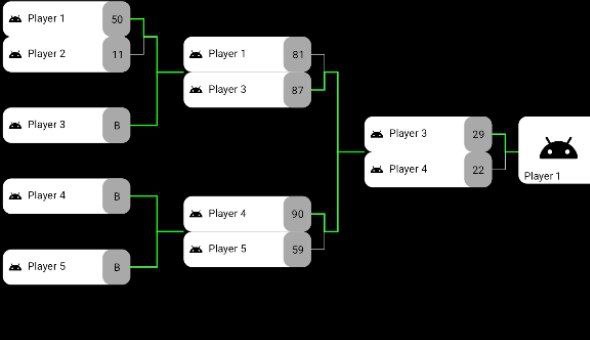 Player 1 50
Player 2 11
Player 3 B
Player 4 B
Player 5 B
Player 1 81
Player 3 87
Player 4 90
Player 5 59
Player 3 29
Player 4 22
Player 1